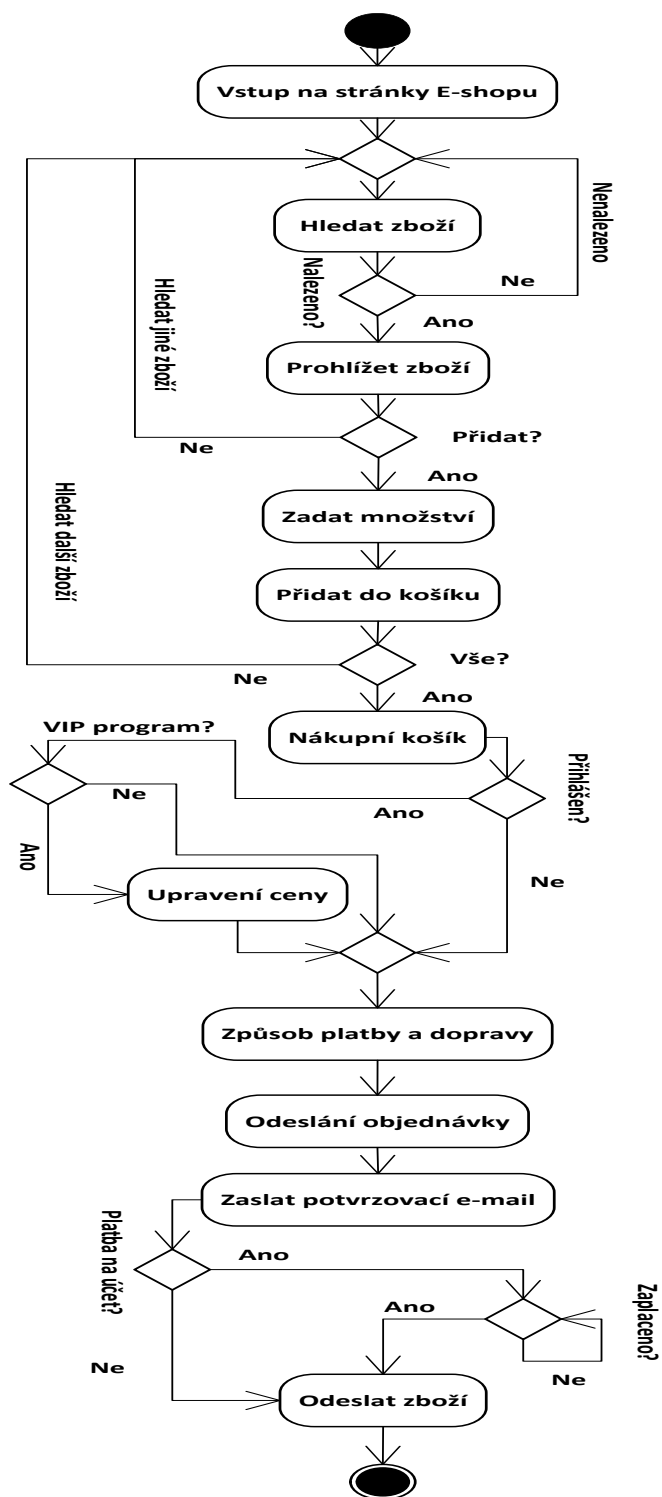 Vstup na stránky E-shopu
Nenalezeno
Hledat zboží
Nalezeno?
Ne
Ano
Hledat jiné zboží
Prohlížet zboží
Přidat?
Ne
Ano
Hledat další zboží
Zadat množství
Přidat do košíku
Vše?
Ne
Ano
VIP program?
Nákupní košík
Přihlášen?
Ne
Ano
Ano
Upravení ceny
Ne
Způsob platby a dopravy
Odeslání objednávky
Zaslat potvrzovací e-mail
Platba na účet?
Ano
Zaplaceno?
Ano
Ne
Ne
Odeslat zboží